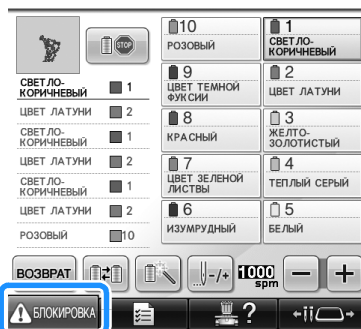 STOP
СВЕТЛО-
КОРИЧНЕВЫЙ 1
ЦВЕТ ЛАТУНИ 2
СВЕТЛО-
КОРИЧНЕВЫЙ 1
ЦВЕТ ЛАТУНИ 2
СВЕТЛО-
КОРИЧНЕВЫЙ 1
ЦВЕТ ЛАТУНИ 2
РОЗОВЫЙ 10
10
РОЗОВЫЙ
1
СВЕТЛО-
КОРИЧНЕВЫЙ
9
ЦВЕТ ТЕМНОЙ
ФУКСИИ
2
ЦВЕТ ЛАТУНИ
8
КРАСНЫЙ
3
ЖЕЛТО-
ЗОЛОТИСТЫЙ
7
ЦВЕТ ЗЕЛЕНОЙ
ЛИСТВЫ
4
ТЕПЛЫЙ СЕРЫЙ
6
ИЗУМРУДНЫЙ
5
БЕЛЫЙ
ВОЗВРАТ
-/+
1000
spm
− +
БЛОКИРОВКА
?